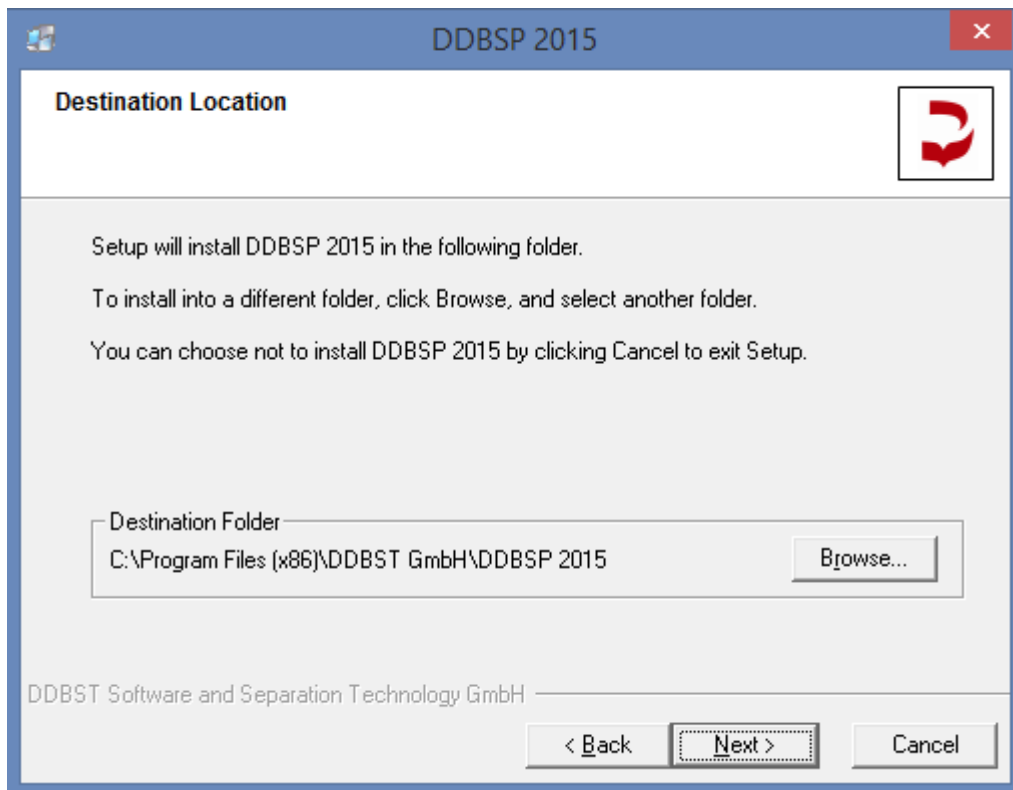 DDBSP 2015
Destination Location
Setup will install DDBSP 2015 in the following folder.
To install into a different folder, click Browse, and select another folder.
You can choose not to install DDBSP 2015 by clicking Cancel to exit Setup.
Destination Folder
C:\Program Files (x86)\DDBST GmbH\DDBSP 2015
Browse...
DDBST Software and Separation Technology GmbH
< Back
Next >
Cancel